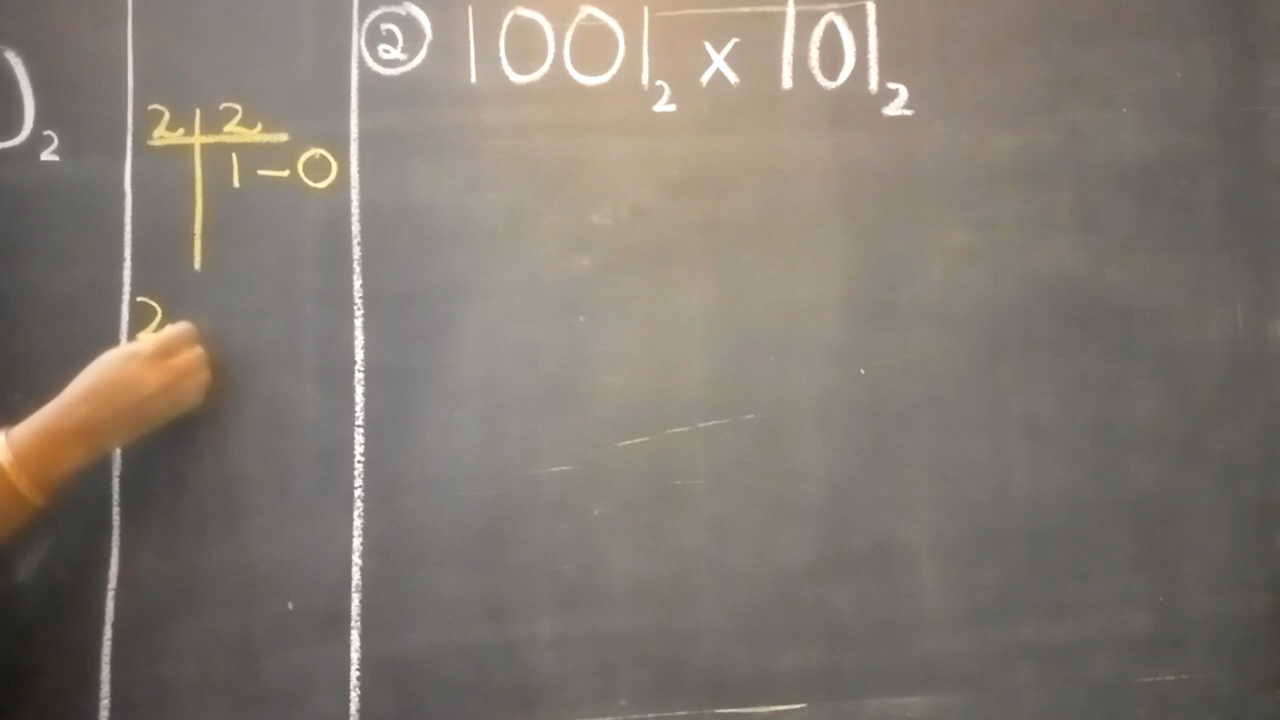 )₂
2 2
1 - 0
2
② 1001₂ × 101₂